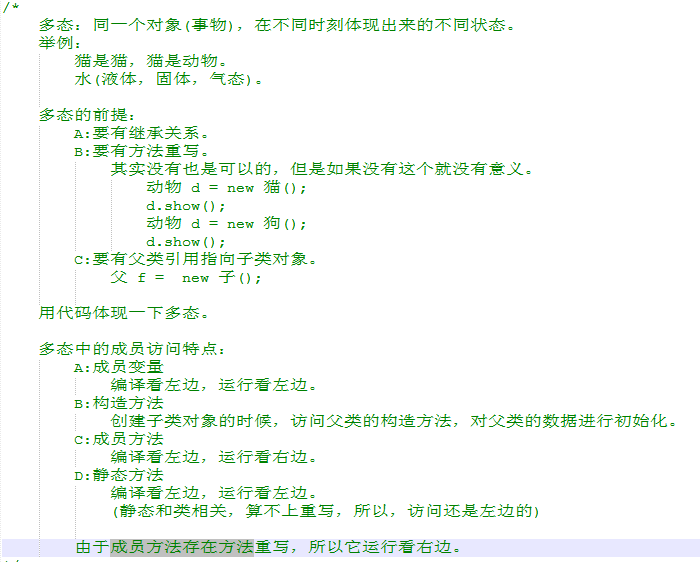 /*
多态：同一个对象(事物)，在不同时刻体现出来的不同状态。
举例：
猫是猫，猫是动物。
水(液体，固体，气态)。
多态的前提：
A:要有继承关系。
B:要有方法重写。
其实没有也是可以的，但是如果没有这个就没有意义。
动物 d = new 猫();
d.show();
动物 d = new 狗();
d.show();
C:要有父类引用指向子类对象。
父 f =  new 子();
用代码体现一下多态。
多态中的成员访问特点：
A:成员变量
编译看左边，运行看左边。
B:构造方法
创建子类对象的时候，访问父类的构造方法，对父类的数据进行初始化。
C:成员方法
编译看左边，运行看右边。
D:静态方法
编译看左边，运行看左边。
(静态和类相关，算不上重写，所以，访问还是左边的)
由于成员方法存在方法重写，所以它运行看右边。